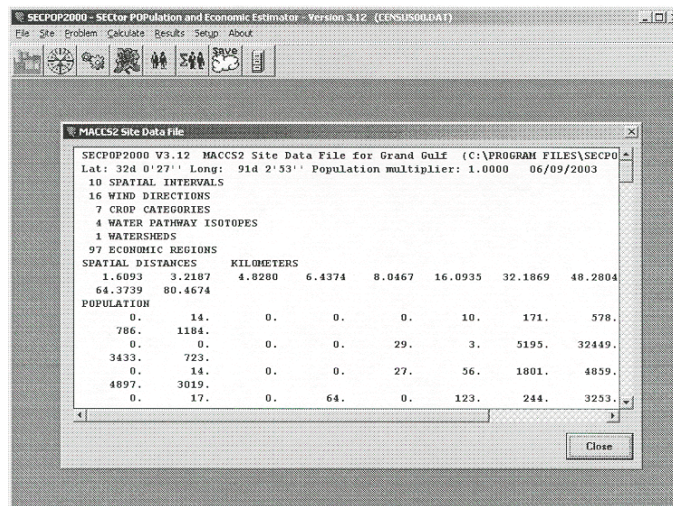 SECPOP2000 - SECtor POPulation and Economic Estimator - Version 3.12 (CENSUS00.DAT)
File Site Problem Calculate Results Setup About
Save
MACCS2 Site Data File
SECPOP2000 V3.12 MACCS2 Site Data File for Grand Gulf (C:\PROGRAM FILES\SECPO
Lat: 32d 0'27'' Long: 91d 2'53'' Population multiplier: 1.0000 06/09/2003
10 SPATIAL INTERVALS
16 WIND DIRECTIONS
7 CROP CATEGORIES
4 WATER PATHWAY ISOTOPES
1 WATERSHEDS
97 ECONOMIC REGIONS
SPATIAL DISTANCES KILOMETERS
1.6093 3.2187 4.8280 6.4374 8.0467 16.0935 32.1869 48.2804
64.3739 80.4674
POPULATION
0. 14. 0. 0. 0. 10. 171. 578.
786. 1184.
0. 0. 0. 0. 29. 3. 5195. 32449.
3433. 723.
0. 14. 0. 0. 27. 56. 1801. 4859.
4897. 3019.
0. 17. 0. 64. 0. 123. 244. 3253.
Close